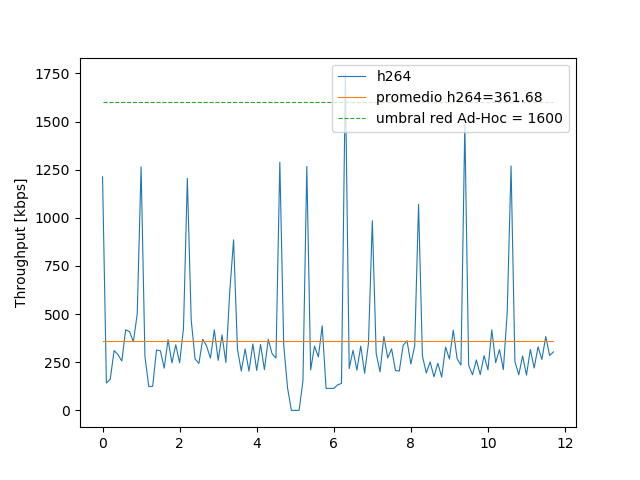 h264
promedio h264=361.68
umbral red Ad-Hoc = 1600
1750
1500
1250
1000
750
500
250
0
Throughput [kbps]
0 2 4 6 8 10 12